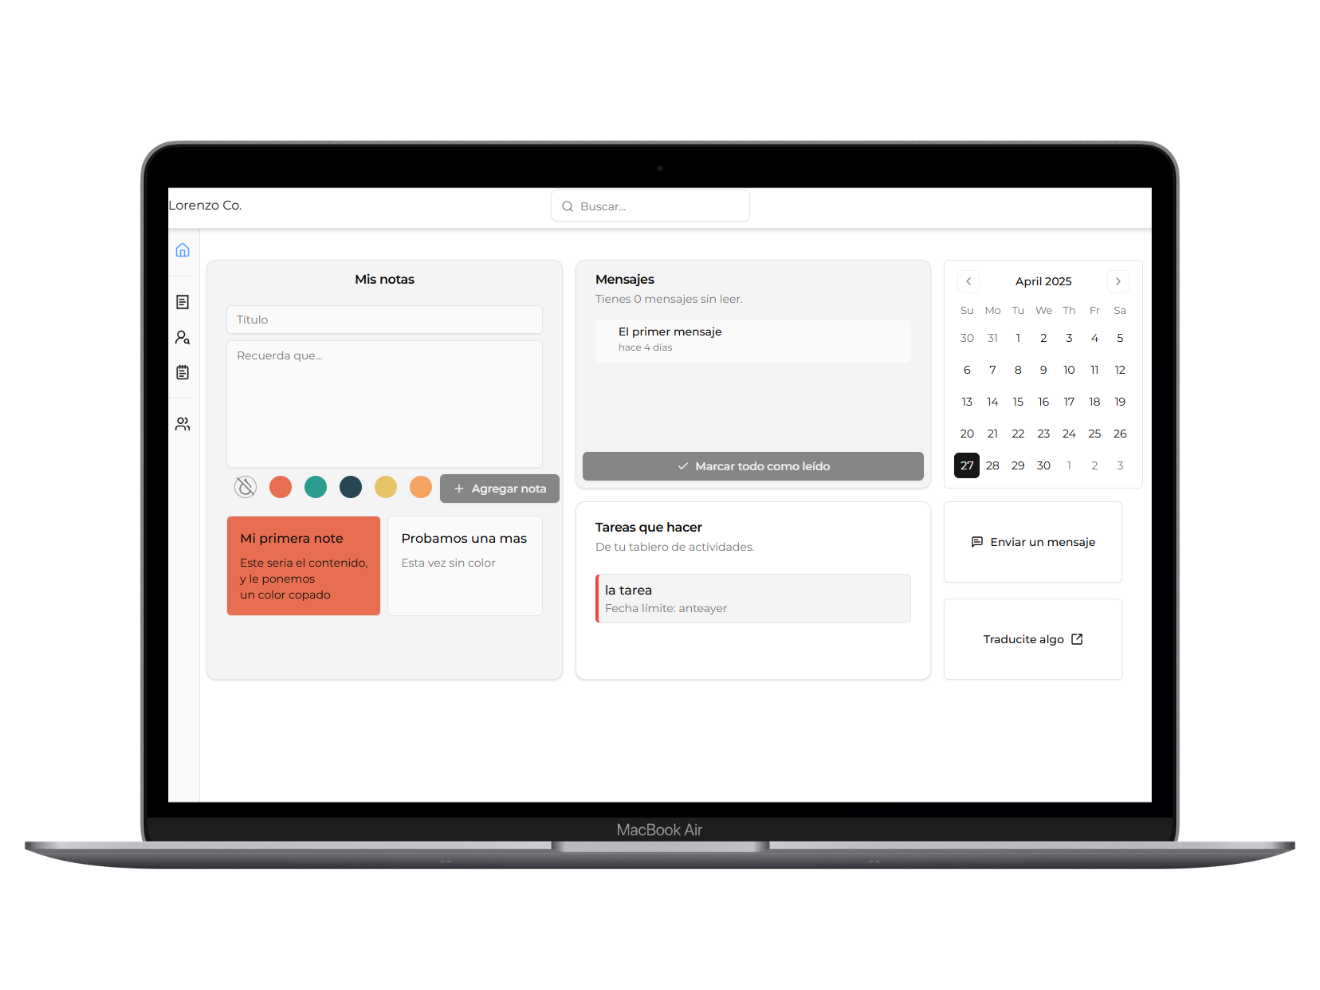 Lorenzo Co.
Buscar...
Mis notas
Título
Recuerda que...
Agregar nota
Mi primera note
Este seria el contenido,
y le ponemos
un color copado
Probamos una mas
Esta vez sin color
Mensajes
Tienes 0 mensajes sin leer.
El primer mensaje
hace 4 días
Marcar todo como leído
Tareas que hacer
De tu tablero de actividades.
la tarea
Fecha límite: anteayer
April 2025
Su Mo Tu We Th Fr Sa
30 31 1 2 3 4 5
6 7 8 9 10 11 12
13 14 15 16 17 18 19
20 21 22 23 24 25 26
27 28 29 30 1 2 3
Enviar un mensaje
Traducite algo
MacBook Air